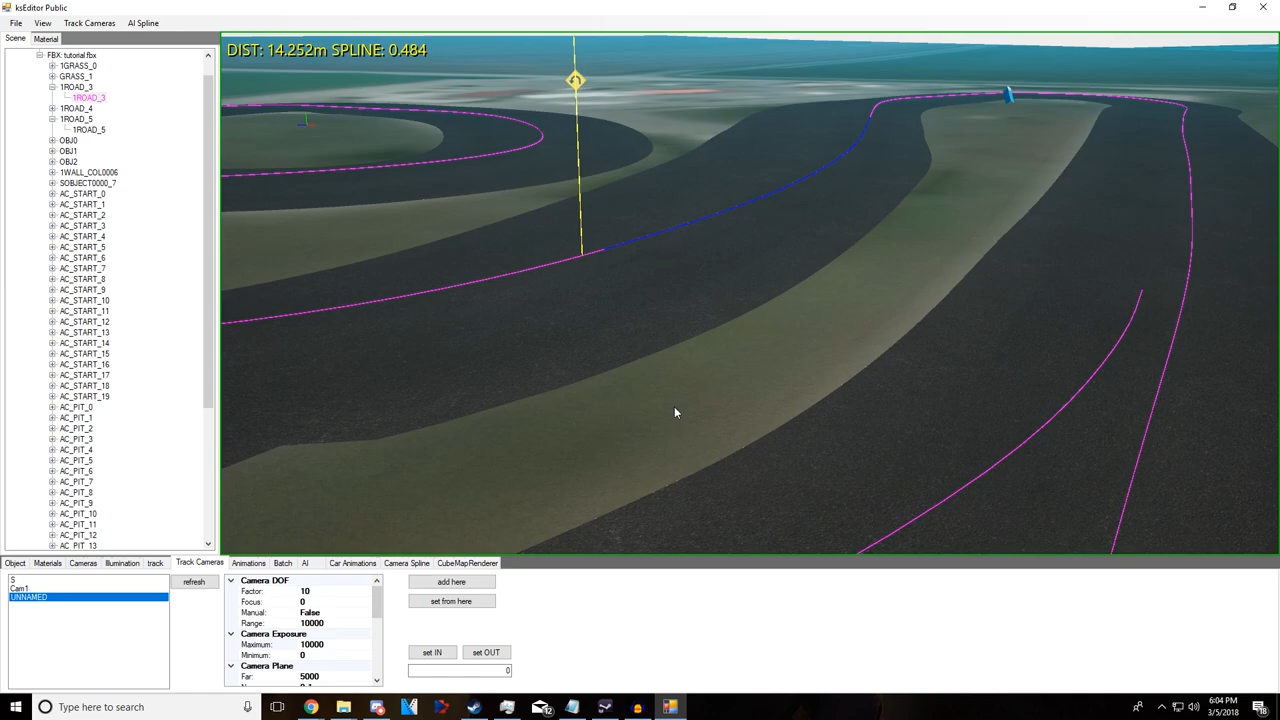 ksEditor Public
File View Track Cameras AI Spline
Scene Material
FBX: tutorial.fbx
1GRASS_0
GRASS_1
1ROAD_3
1ROAD_3
1ROAD_4
1ROAD_5
1ROAD_5
OBJ0
OBJ1
OBJ2
1WALL_COL0006
SOBJECT0000_7
AC_START_0
AC_START_1
AC_START_2
AC_START_3
AC_START_4
AC_START_5
AC_START_6
AC_START_7
AC_START_8
AC_START_9
AC_START_10
AC_START_11
AC_START_12
AC_START_13
AC_START_14
AC_START_15
AC_START_16
AC_START_17
AC_START_18
AC_START_19
AC_PIT_0
AC_PIT_1
AC_PIT_2
AC_PIT_3
AC_PIT_4
AC_PIT_5
AC_PIT_6
AC_PIT_7
AC_PIT_8
AC_PIT_9
AC_PIT_10
AC_PIT_11
AC_PIT_12
AC_PIT_13
DIST: 14.252m SPLINE: 0.484
Object Materials Cameras Illumination track Track Cameras Animations Batch AI Car Animations Camera Spline CubeMapRenderer
S
Cam1
UNNAMED
refresh
Camera DOF
Factor: 10
Focus: 0
Manual: False
Range: 10000
Camera Exposure
Maximum: 10000
Minimum: 0
Camera Plane
Far: 5000
add here
set from here
set IN set OUT
0
Type here to search
12
6:04 PM
3/5/2018
18